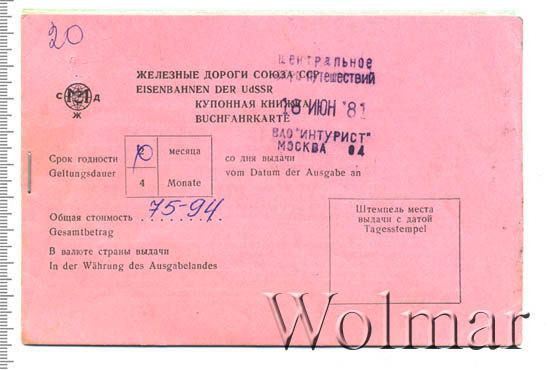 20
Центральное
бюро путешествий
18 ИЮН '81
ВАО "ИНТУРИСТ"
МОСКВА 04
ЖЕЛЕЗНЫЕ ДОРОГИ СОЮЗА ССР
EISENBAHNEN DER UdSSR
КУПОННАЯ КНИЖКА
BUCHFAHRKARTE
С Д
Ж
Срок годности
Geltungsdauer
месяца
4 Monate
со дня выдачи
vom Datum der Ausgabe an
Общая стоимость 75-94
Gesamtbetrag
В валюте страны выдачи
In der Währung des Ausgabelandes
Штемпель места
выдачи с датой
Tagesstempel
Wolmar